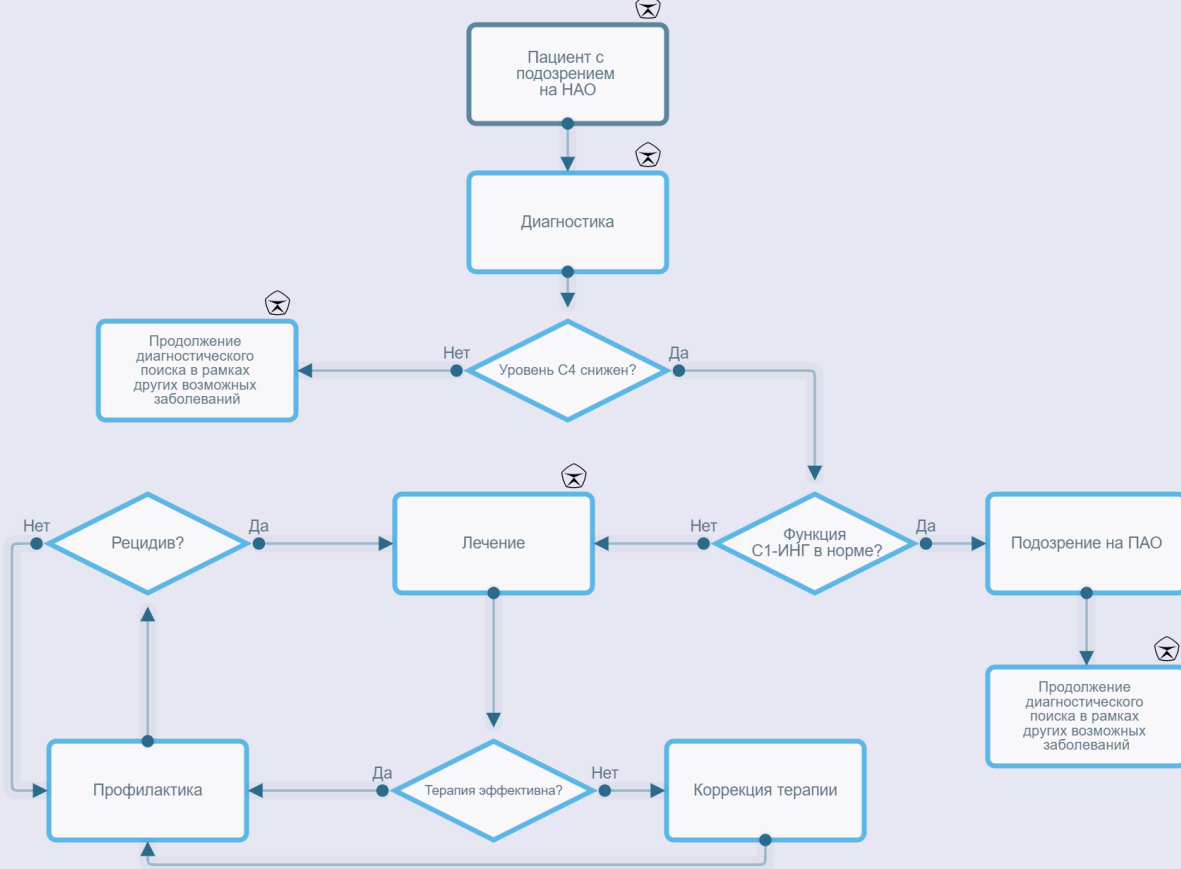 Пациент с
подозрением
на НАО
Диагностика
Продолжение
диагностического
поиска в рамках
других возможных
заболеваний
Нет
Уровень С4 снижен?
Да
Нет
Рецидив?
Да
Лечение
Нет
Функция
С1-ИНГ в норме?
Да
Подозрение на ПАО
Продолжение
диагностического
поиска в рамках
других возможных
заболеваний
Профилактика
Да
Терапия эффективна?
Нет
Коррекция терапии